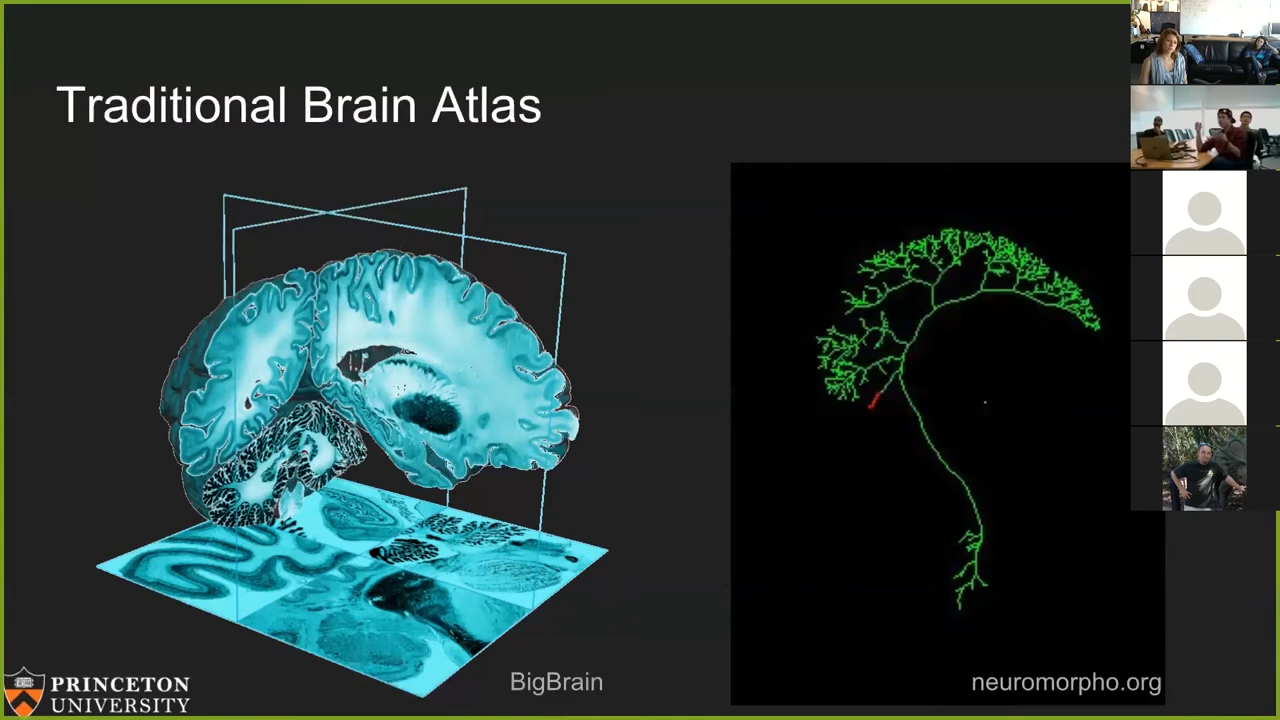 Traditional Brain Atlas
BigBrain
neuromorpho.org
PRINCETON
UNIVERSITY